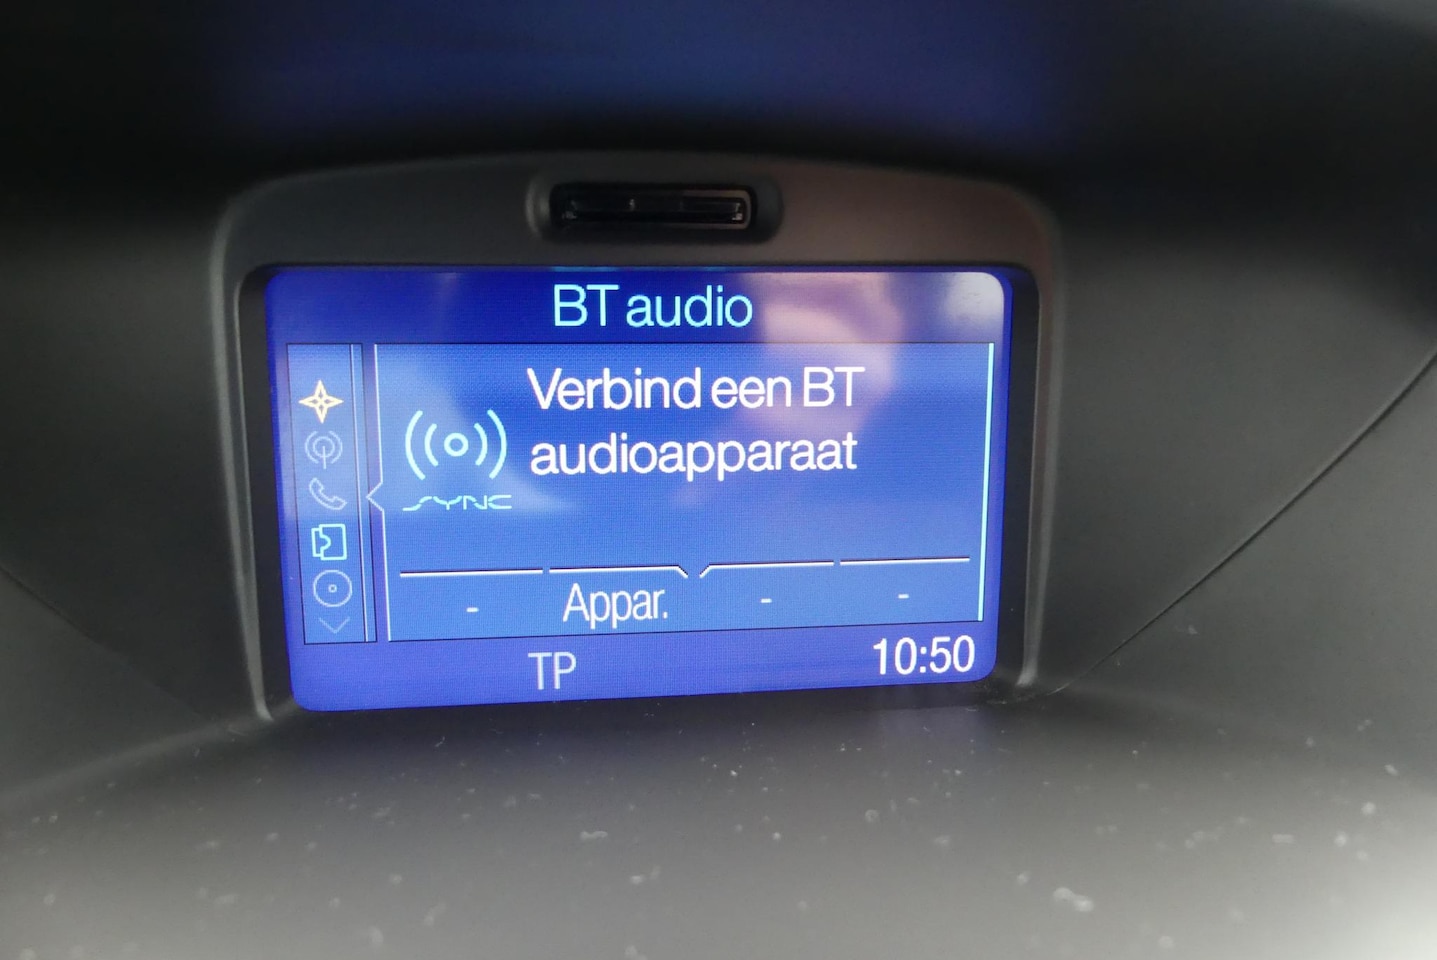 BT audio
Verbind een BT
audioapparaat
SYNC
- Appar. - -
TP 10:50